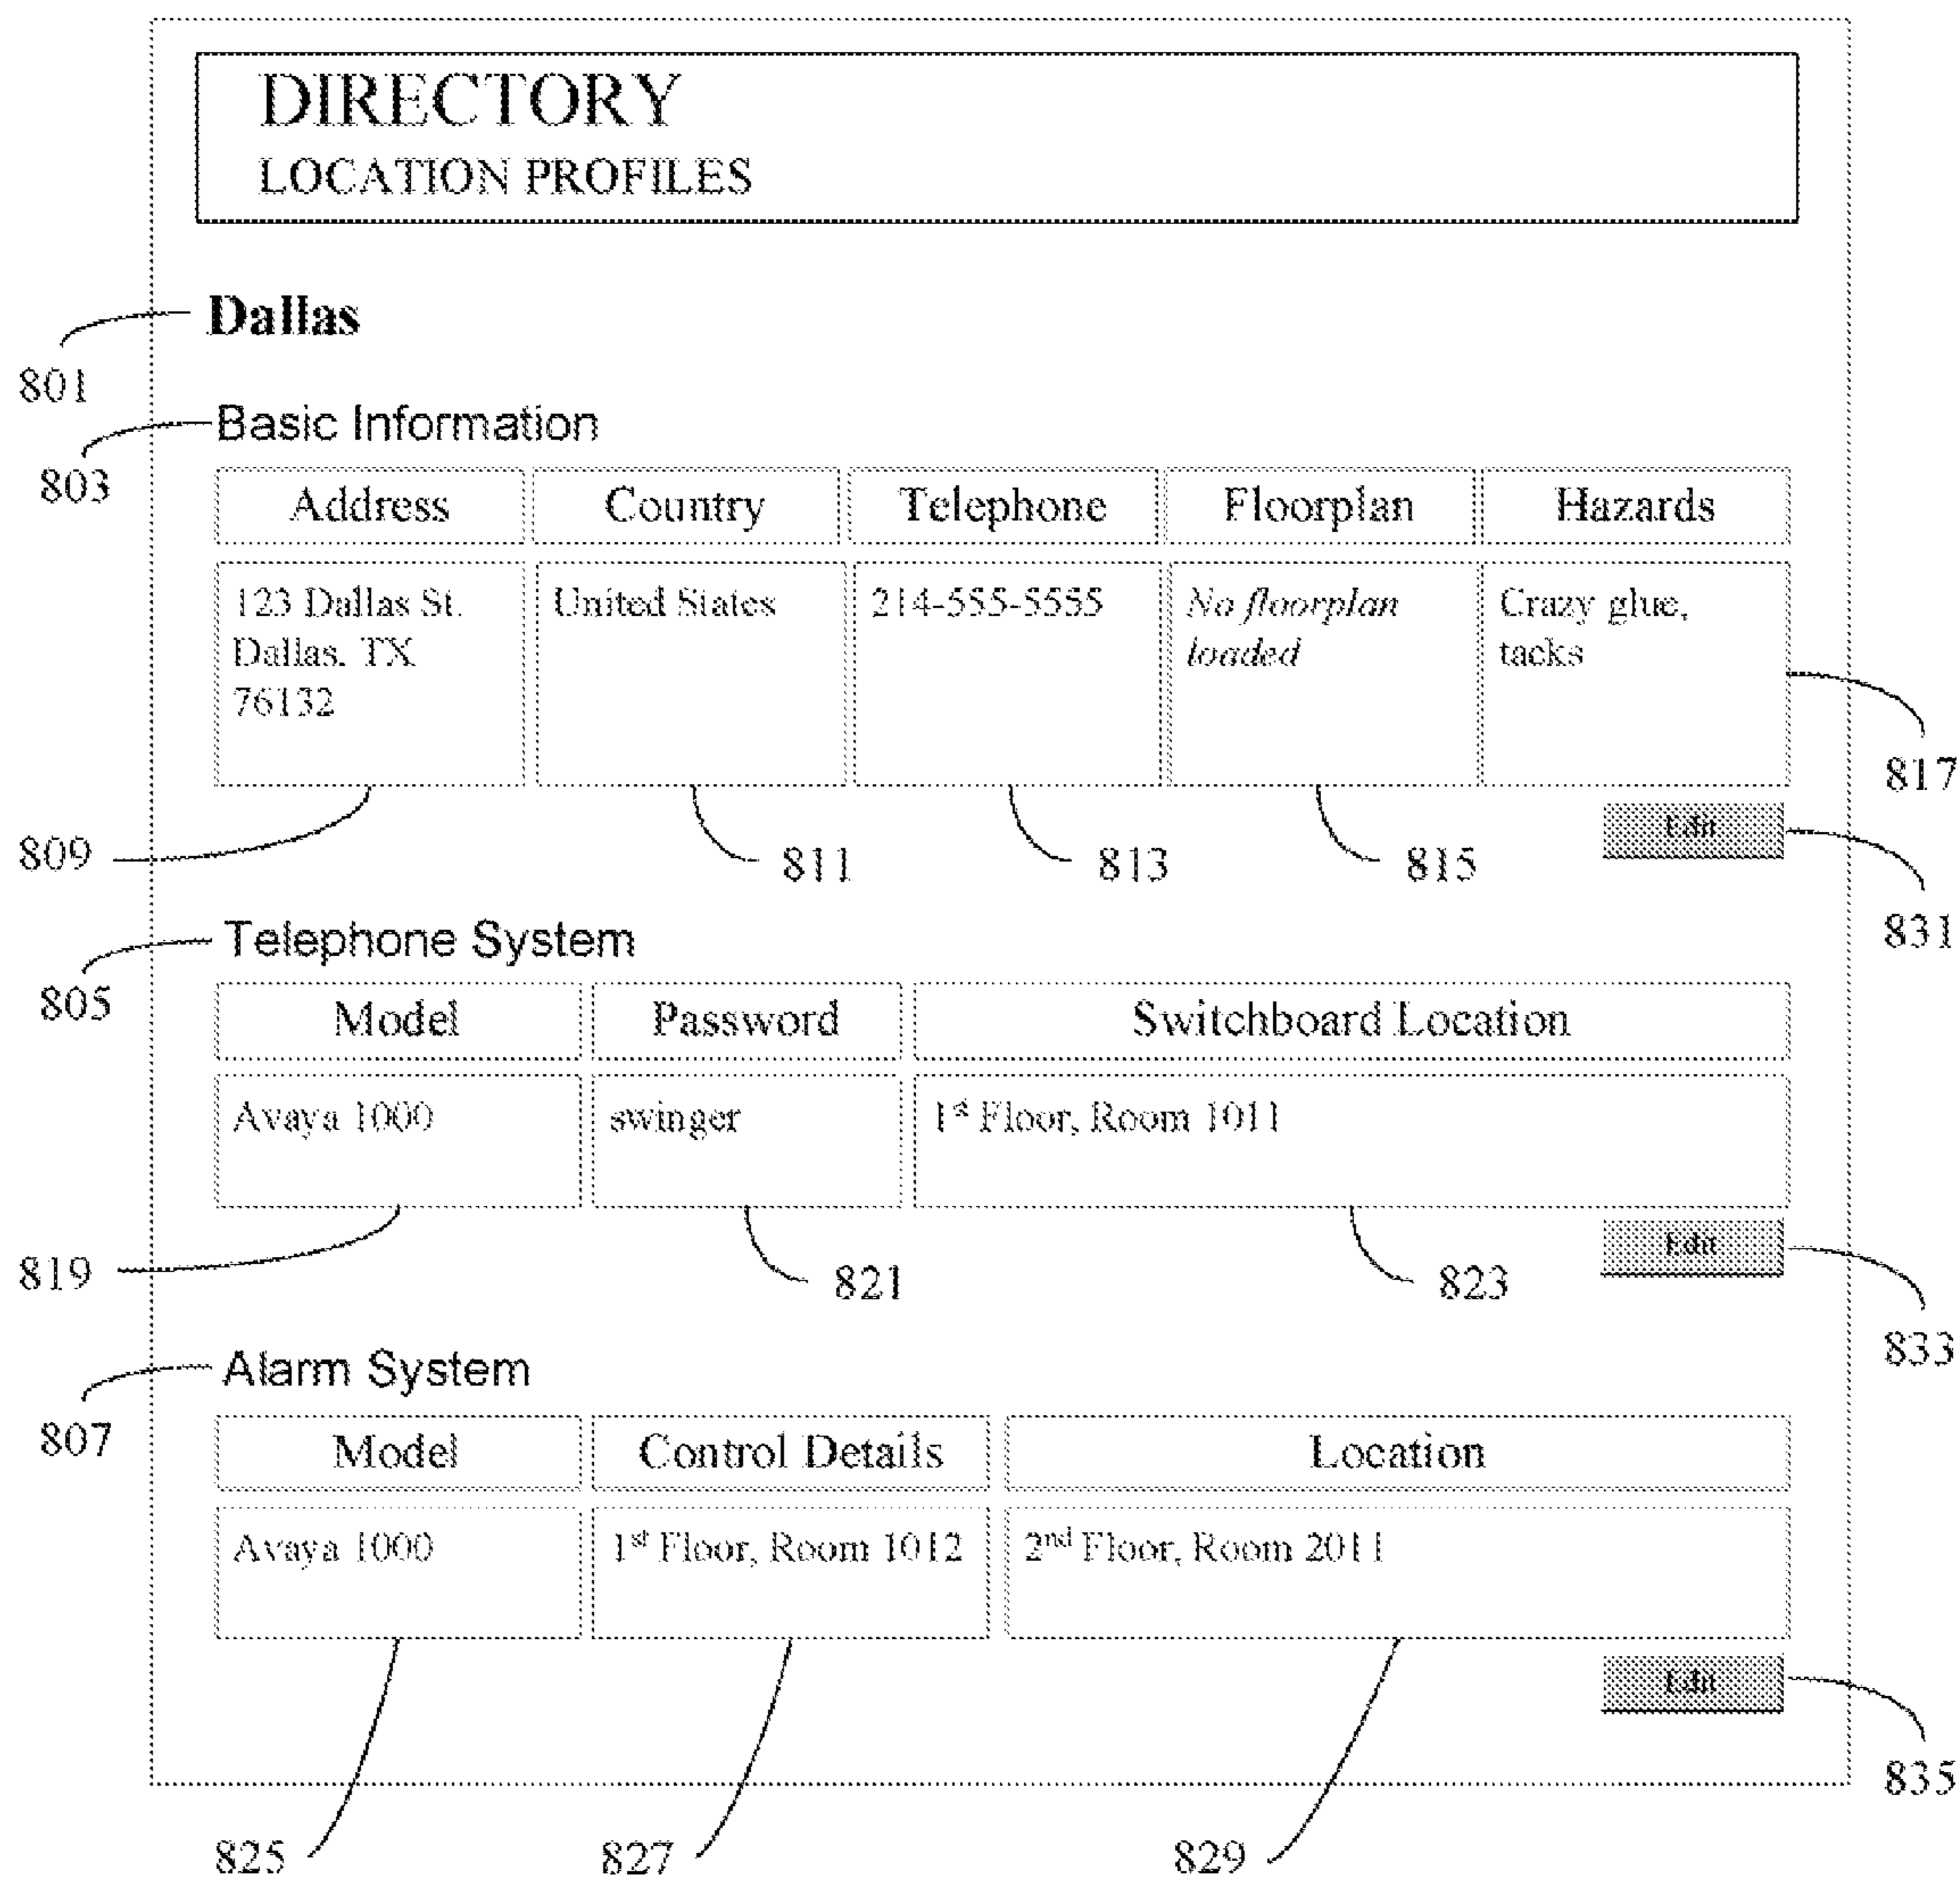 DIRECTORY
LOCATION PROFILES
Dallas
801
Basic Information
803
Address Country Telephone Floorplan Hazards
123 Dallas St. United States 214-555-5555 No floorplan Crazy glue,
Dallas, TX loaded tacks
76132
817
Edit
809 811 813 815
831
Telephone System
805
Model Password Switchboard Location
Avaya 1000 swinger 1st Floor, Room 1011
Edit
819 821 823
833
Alarm System
807
Model Control Details Location
Avaya 1000 1st Floor, Room 1012 2nd Floor, Room 2011
Edit
835
825 827 829